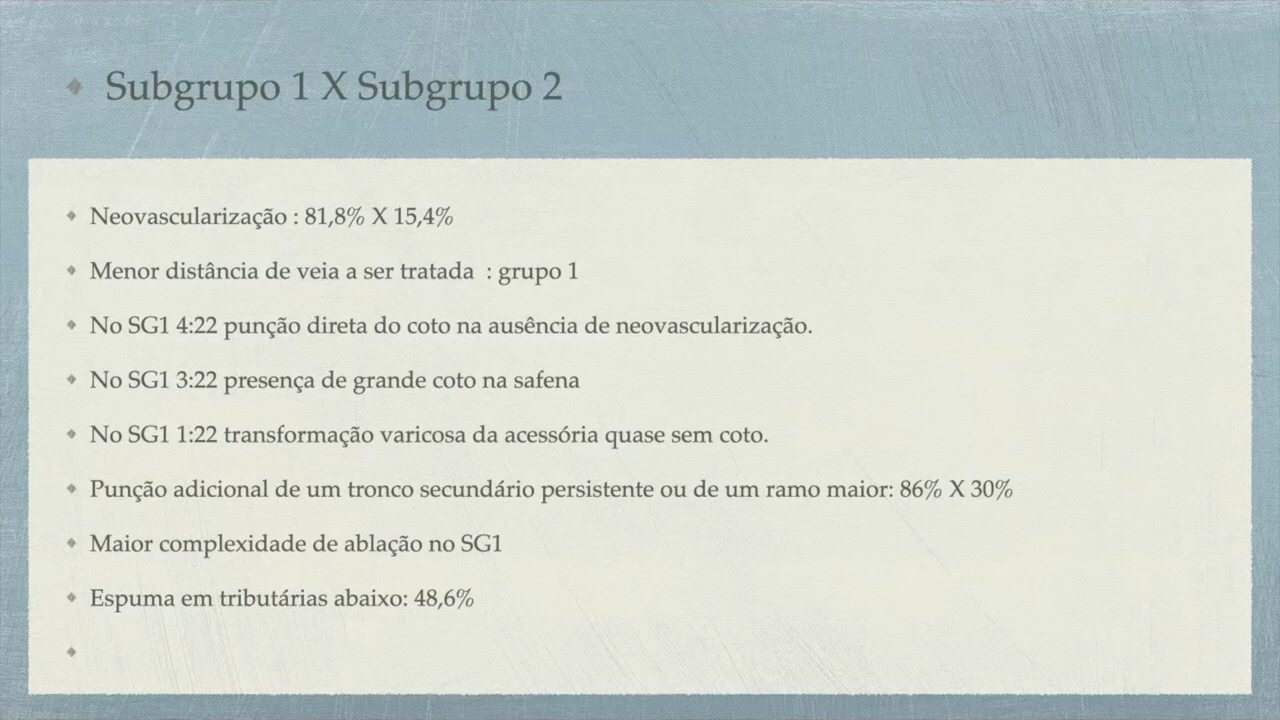 Subgrupo 1 X Subgrupo 2
Neovascularização : 81,8% X 15,4%
Menor distância de veia a ser tratada : grupo 1
No SG1 4:22 punção direta do coto na ausência de neovascularização.
No SG1 3:22 presença de grande coto na safena
No SG1 1:22 transformação varicosa da acessória quase sem coto.
Punção adicional de um tronco secundário persistente ou de um ramo maior: 86% X 30%
Maior complexidade de ablação no SG1
Espuma em tributárias abaixo: 48,6%